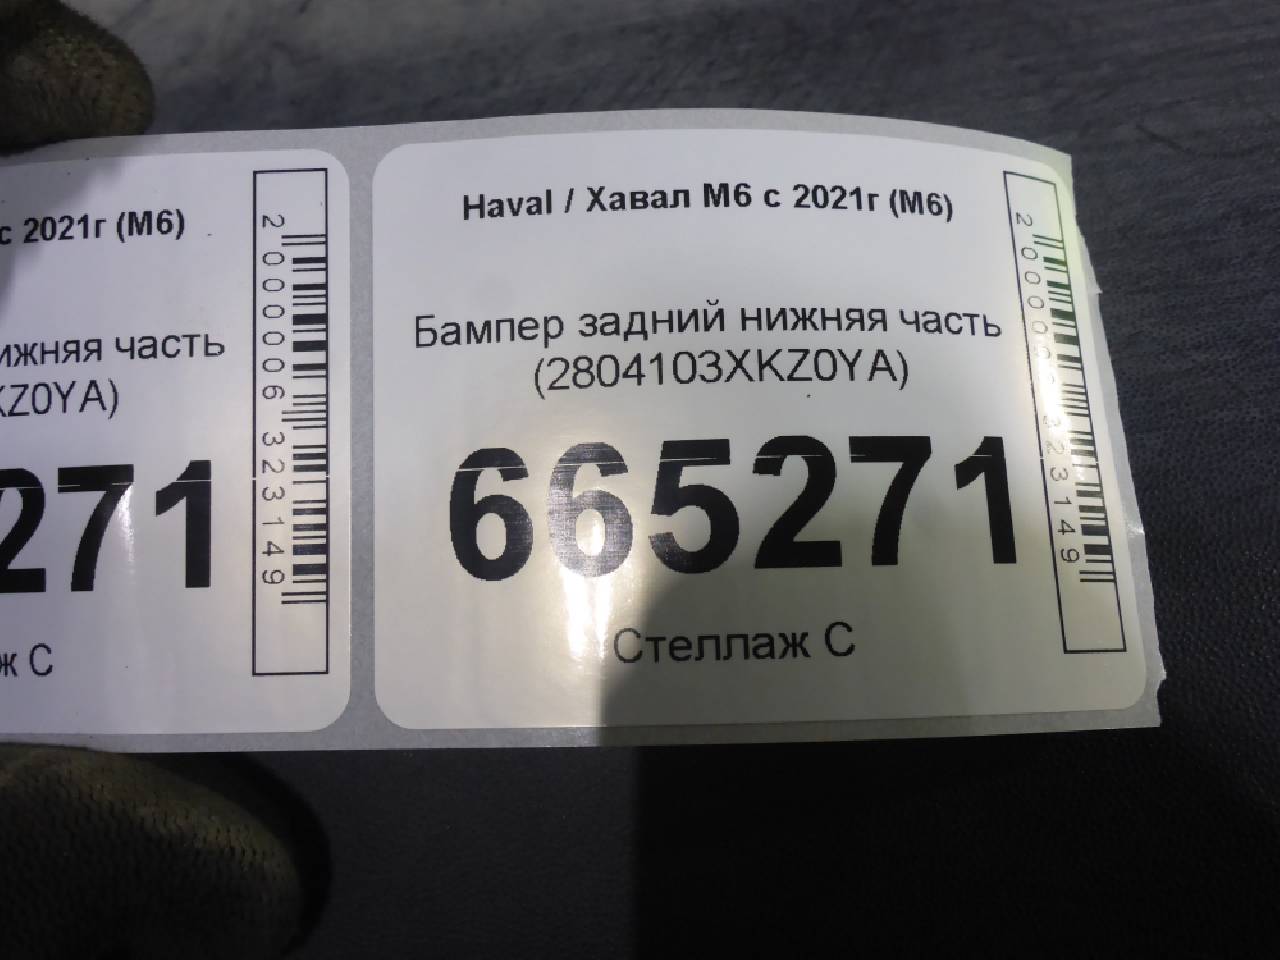 с 2021г (M6)
ижняя часть
KZ0YA)
271
ж C
2000006323149
Haval / Хавал M6 с 2021г (M6)
Бампер задний нижняя часть
(2804103XKZ0YA)
665271
Стеллаж C
2000006323149